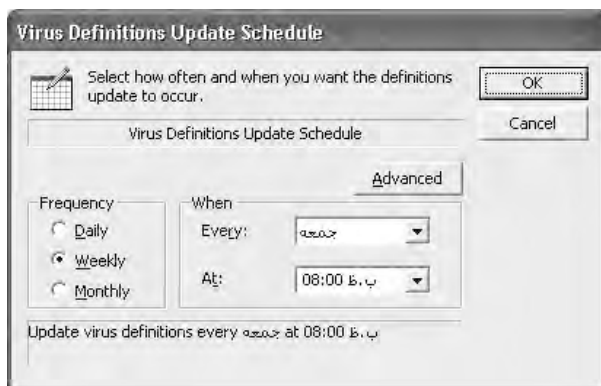 Virus Definitions Update Schedule
Select how often and when you want the definitions
update to occur.
OK
Cancel
Virus Definitions Update Schedule
Advanced
Frequency
Daily
Weekly
Monthly
When
Every:
جمعه
At:
08:00 ب.ظ
Update virus definitions every جمعه at 08:00 ب.ظ